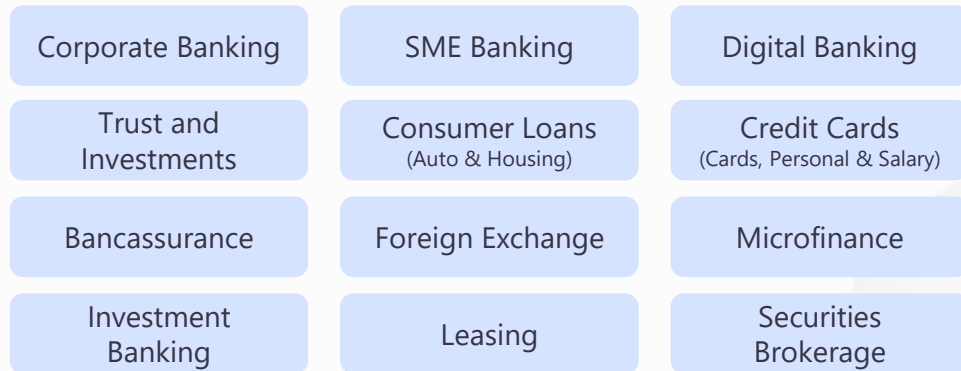 Corporate Banking
SME Banking
Digital Banking
Trust and
Investments
Consumer Loans
(Auto & Housing)
Credit Cards
(Cards, Personal & Salary)
Bancassurance
Foreign Exchange
Microfinance
Investment
Banking
Leasing
Securities
Brokerage